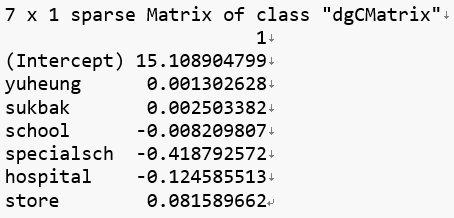 7 x 1 sparse Matrix of class "dgCMatrix"↓
1↓
(Intercept) 15.108904799↓
yuheung 0.001302628↓
sukbak 0.002503382↓
school -0.008209807↓
specialsch -0.418792572↓
hospital -0.124585513↓
store 0.081589662↵